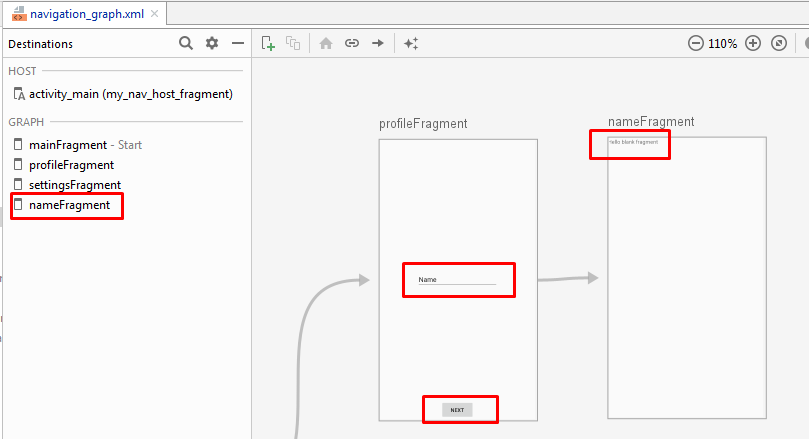 navigation_graph.xml
Destinations
110%
HOST
activity_main (my_nav_host_fragment)
GRAPH
mainFragment - Start
profileFragment
settingsFragment
nameFragment
profileFragment
Name
NEXT
nameFragment
Hello blank fragment